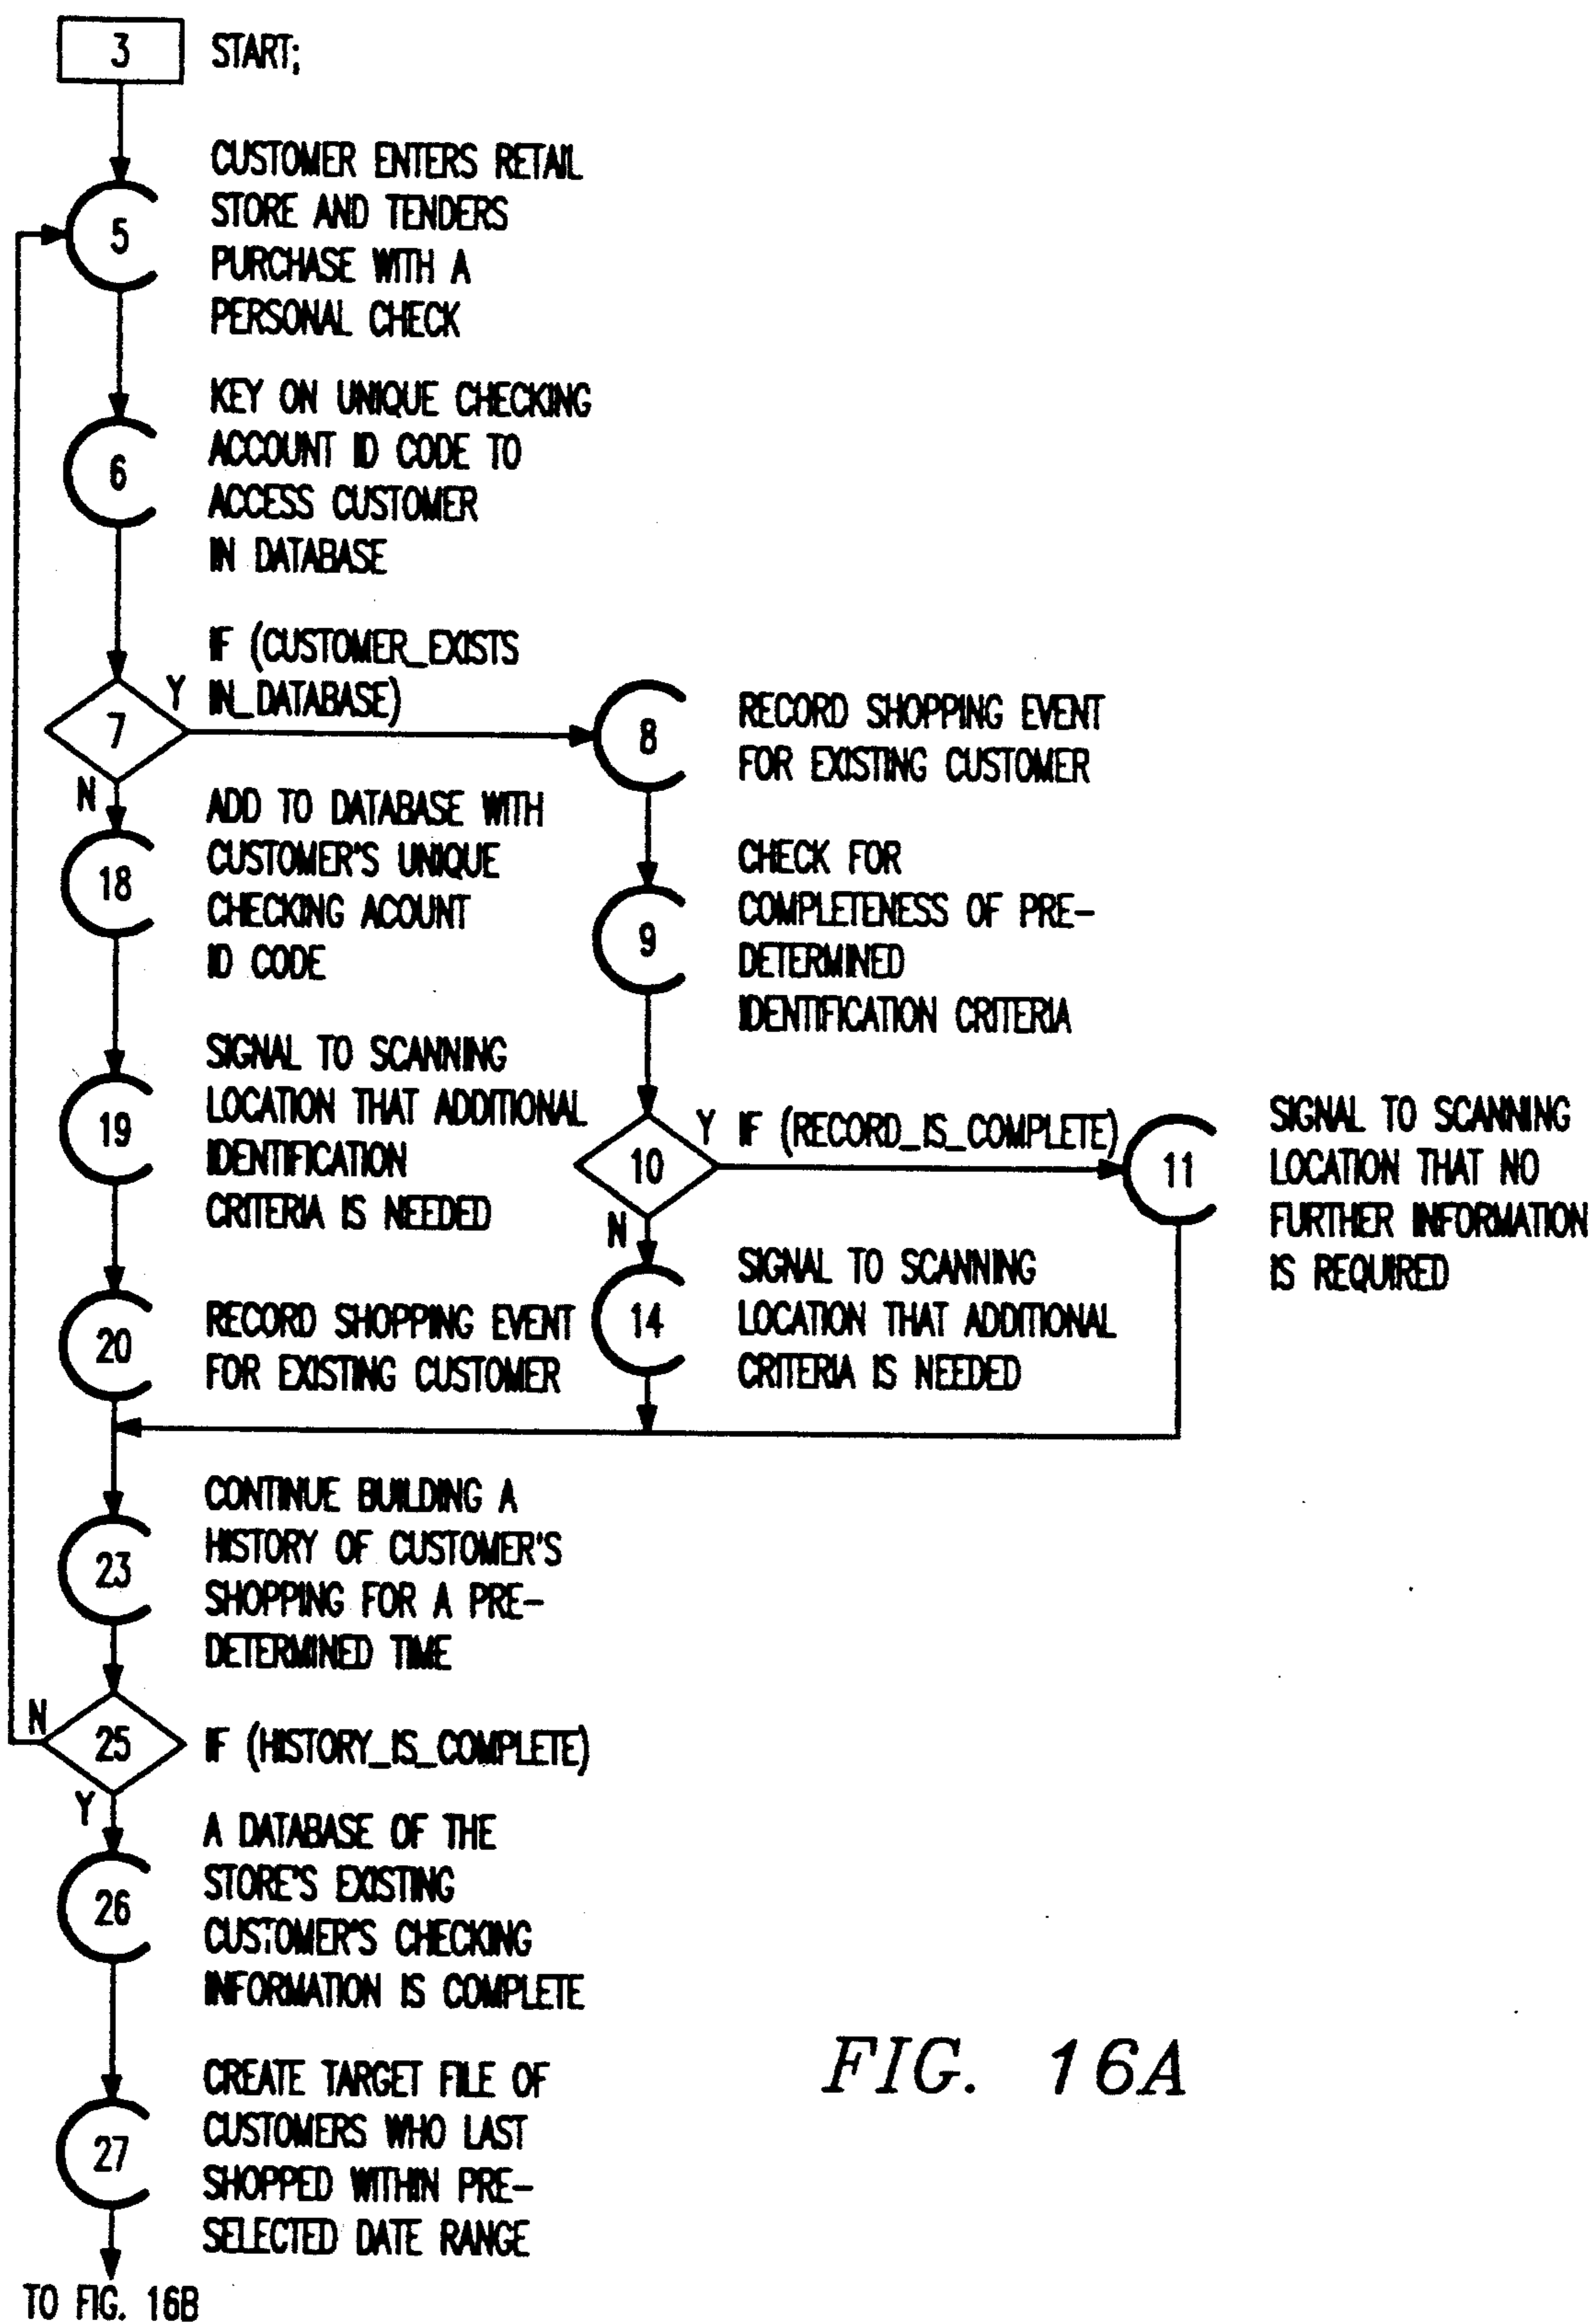 3 START;
CUSTOMER ENTERS RETAIL
STORE AND TENDERS
5
PURCHASE WITH A
PERSONAL CHECK
KEY ON UNIQUE CHECKING
ACCOUNT ID CODE TO
6
ACCESS CUSTOMER
IN DATABASE
IF (CUSTOMER_EXISTS
Y IN_DATABASE)
7
N
8
RECORD SHOPPING EVENT
FOR EXISTING CUSTOMER
ADD TO DATABASE WITH
CUSTOMER'S UNIQUE
18
CHECKING ACOUNT
ID CODE
CHECK FOR
COMPLETENESS OF PRE-
9
DETERMINED
IDENTIFICATION CRITERIA
SIGNAL TO SCANNING
LOCATION THAT ADDITIONAL
19
IDENTIFICATION
CRITERIA IS NEEDED
Y IF (RECORD_IS_COMPLETE)
10
N
11
SIGNAL TO SCANNING
LOCATION THAT NO
FURTHER INFORMATION
IS REQUIRED
20
RECORD SHOPPING EVENT
FOR EXISTING CUSTOMER
14
SIGNAL TO SCANNING
LOCATION THAT ADDITIONAL
CRITERIA IS NEEDED
CONTINUE BUILDING A
HISTORY OF CUSTOMER'S
23
SHOPPING FOR A PRE-
DETERMINED TIME
N
25 IF (HISTORY_IS_COMPLETE)
Y
A DATABASE OF THE
STORE'S EXISTING
26
CUSTOMER'S CHECKING
INFORMATION IS COMPLETE
CREATE TARGET FILE OF
CUSTOMERS WHO LAST
27
SHOPPED WITHIN PRE-
SELECTED DATE RANGE
TO FIG. 16B
FIG. 16A